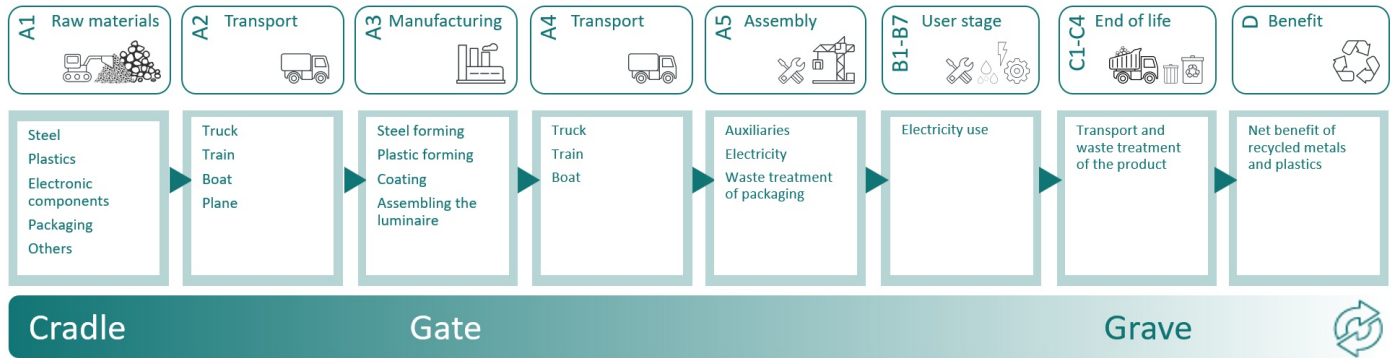 A1 Raw materials
A2 Transport
A3 Manufacturing
A4 Transport
A5 Assembly
B1-B7 User stage
C1-C4 End of life
D Benefit
Steel
Plastics
Electronic
components
Packaging
Others
Truck
Train
Boat
Plane
Steel forming
Plastic forming
Coating
Assembling the
luminaire
Truck
Train
Boat
Auxiliaries
Electricity
Waste treatment
of packaging
Electricity use
Transport and
waste treatment
of the product
Net benefit of
recycled metals
and plastics
Cradle
Gate
Grave